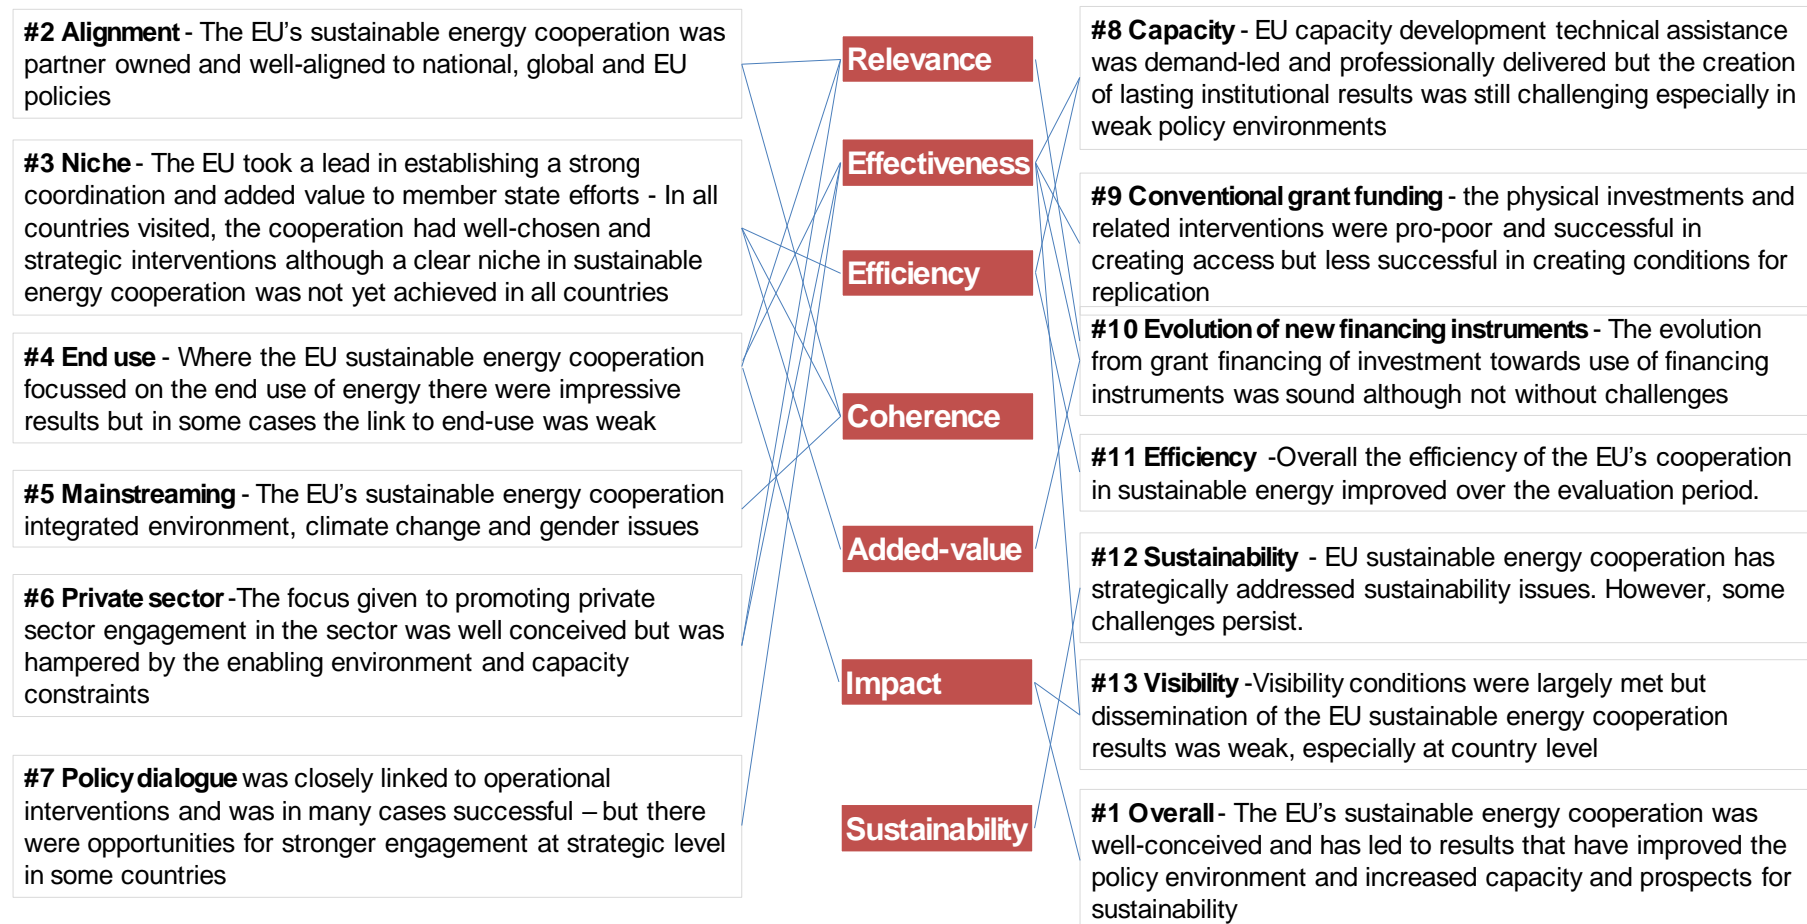 #2 Alignment - The EU's sustainable energy cooperation was
partner owned and well-aligned to national, global and EU
policies
#3 Niche - The EU took a lead in establishing a strong
coordination and added value to member state efforts - In all
countries visited, the cooperation had well-chosen and
strategic interventions although a clear niche in sustainable
energy cooperation was not yet achieved in all countries
#4 End use - Where the EU sustainable energy cooperation
focussed on the end use of energy there were impressive
results but in some cases the link to end-use was weak
#5 Mainstreaming - The EU's sustainable energy cooperation
integrated environment, climate change and gender issues
#6 Private sector -The focus given to promoting private
sector engagement in the sector was well conceived but was
hampered by the enabling environment and capacity
constraints
#7 Policy dialogue was closely linked to operational
interventions and was in many cases successful – but there
were opportunities for stronger engagement at strategic level
in some countries
Relevance
Effectiveness
Efficiency
Coherence
Added-value
Impact
Sustainability
#8 Capacity - EU capacity development technical assistance
was demand-led and professionally delivered but the creation
of lasting institutional results was still challenging especially in
weak policy environments
#9 Conventional grant funding - the physical investments and
related interventions were pro-poor and successful in
creating access but less successful in creating conditions for
replication
#10 Evolution of new financing instruments - The evolution
from grant financing of investment towards use of financing
instruments was sound although not without challenges
#11 Efficiency -Overall the efficiency of the EU's cooperation
in sustainable energy improved over the evaluation period.
#12 Sustainability - EU sustainable energy cooperation has
strategically addressed sustainability issues. However, some
challenges persist.
#13 Visibility -Visibility conditions were largely met but
dissemination of the EU sustainable energy cooperation
results was weak, especially at country level
#1 Overall - The EU's sustainable energy cooperation was
well-conceived and has led to results that have improved the
policy environment and increased capacity and prospects for
sustainability